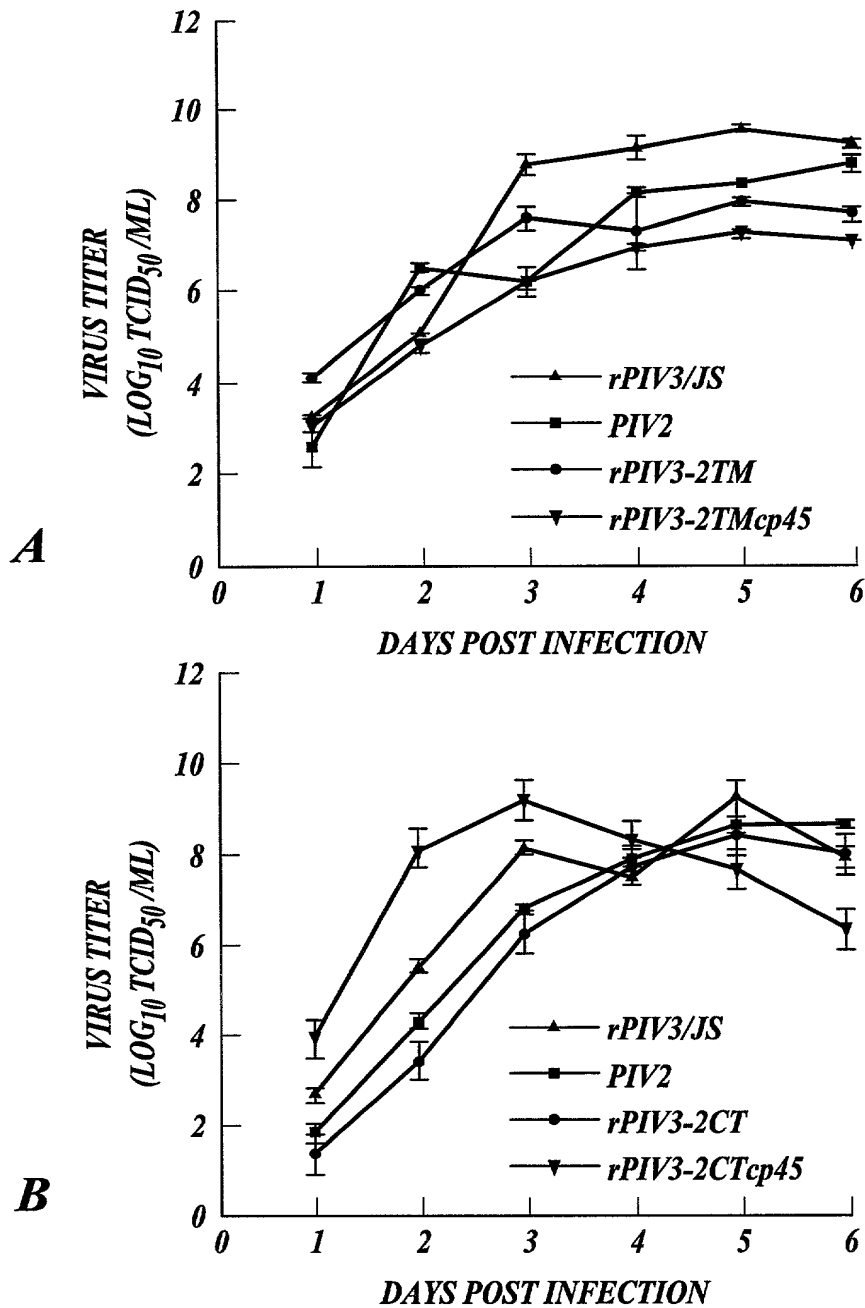 12
10
8
6
4
2
0
VIRUS TITER
(LOG10 TCID50/ML)
rPIV3/JS
PIV2
rPIV3-2TM
rPIV3-2TMcp45
A
0 1 2 3 4 5 6
DAYS POST INFECTION
12
10
8
6
4
2
0
VIRUS TITER
(LOG10 TCID50/ML)
rPIV3/JS
PIV2
rPIV3-2CT
rPIV3-2CTcp45
B
0 1 2 3 4 5 6
DAYS POST INFECTION